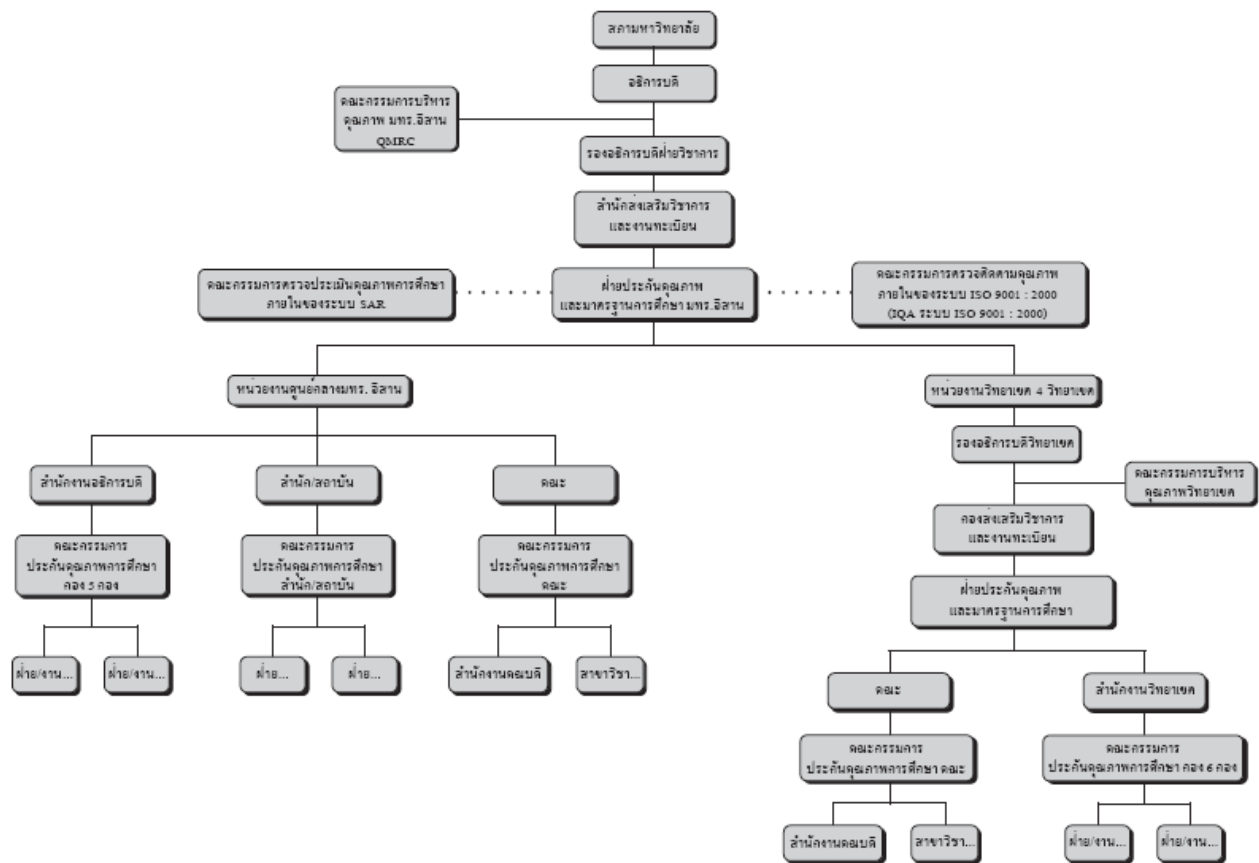 สภามหาวิทยาลัย
อธิการบดี
คณะกรรมการบริหาร
คุณภาพ มทร.อีสาน
QMRC
รองอธิการบดีฝ่ายวิชาการ
สำนักส่งเสริมวิชาการ
และงานทะเบียน
คณะกรรมการตรวจประเมินคุณภาพการศึกษา
ภายในของระบบ SAR
ฝ่ายประกันคุณภาพ
และมาตรฐานการศึกษา มทร.อีสาน
คณะกรรมการตรวจติดตามคุณภาพ
ภายในของระบบ ISO 9001 : 2000
(IQA ระบบ ISO 9001 : 2000)
หน่วยงานศูนย์กลางมทร. อีสาน
หน่วยงานวิทยาเขต 4 วิทยาเขต
รองอธิการบดีวิทยาเขต
คณะกรรมการบริหาร
คุณภาพวิทยาเขต
สำนักงานอธิการบดี
สำนัก/สถาบัน
คณะ
กองส่งเสริมวิชาการ
และงานทะเบียน
คณะกรรมการ
ประกันคุณภาพการศึกษา
กอง 5 กอง
คณะกรรมการ
ประกันคุณภาพการศึกษา
สำนัก/สถาบัน
คณะกรรมการ
ประกันคุณภาพการศึกษา
คณะ
ฝ่ายประกันคุณภาพ
และมาตรฐานการศึกษา
ฝ่าย/งาน...
ฝ่าย/งาน...
ฝ่าย...
ฝ่าย...
สำนักงานคณบดี
สาขาวิชา...
คณะ
สำนักงานวิทยาเขต
คณะกรรมการ
ประกันคุณภาพการศึกษา คณะ
คณะกรรมการ
ประกันคุณภาพการศึกษา กอง 6 กอง
สำนักงานคณบดี
สาขาวิชา...
ฝ่าย/งาน...
ฝ่าย/งาน...